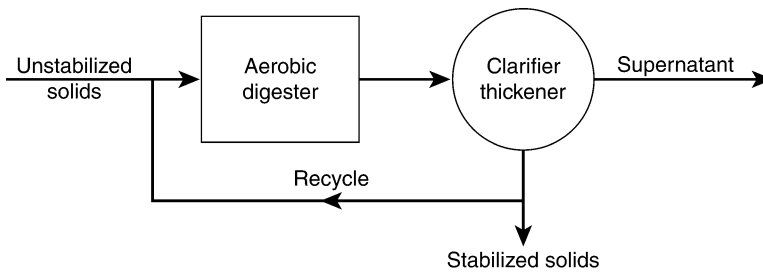 Unstabilized
solids
Aerobic
digester
Clarifier
thickener
Supernatant
Recycle
Stabilized solids